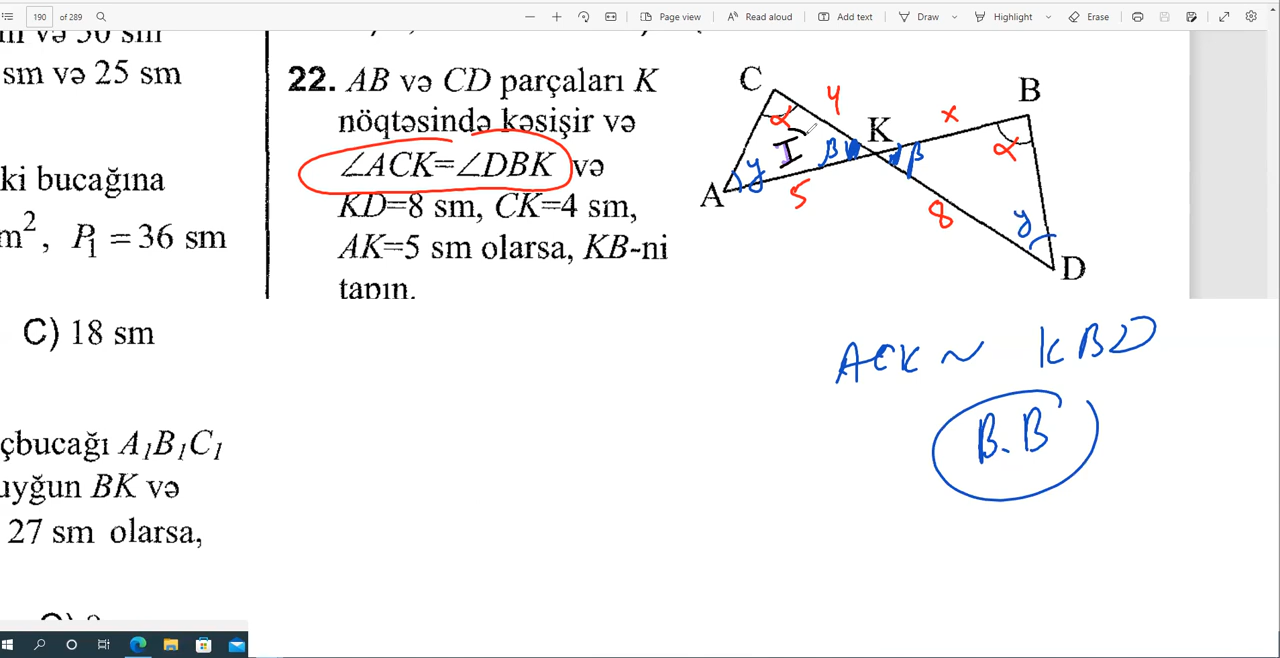 190 of 289 Page view Read aloud Add text Draw Highlight Erase
sm və 25 sm
ki bucağına
m², P₁ = 36 sm
C) 18 sm
çbucağı A₁B₁C₁
uyğun BK və
27 sm olarsa,
22. AB və CD parçaları K
nöqtəsində kəsişir və
∠ACK=∠DBK və
KD=8 sm, CK=4 sm,
AK=5 sm olarsa, KB-ni
tapın.
C 4 K x B
α I β β α
A y 5 8 y D
ACK ~ KBD
B.B